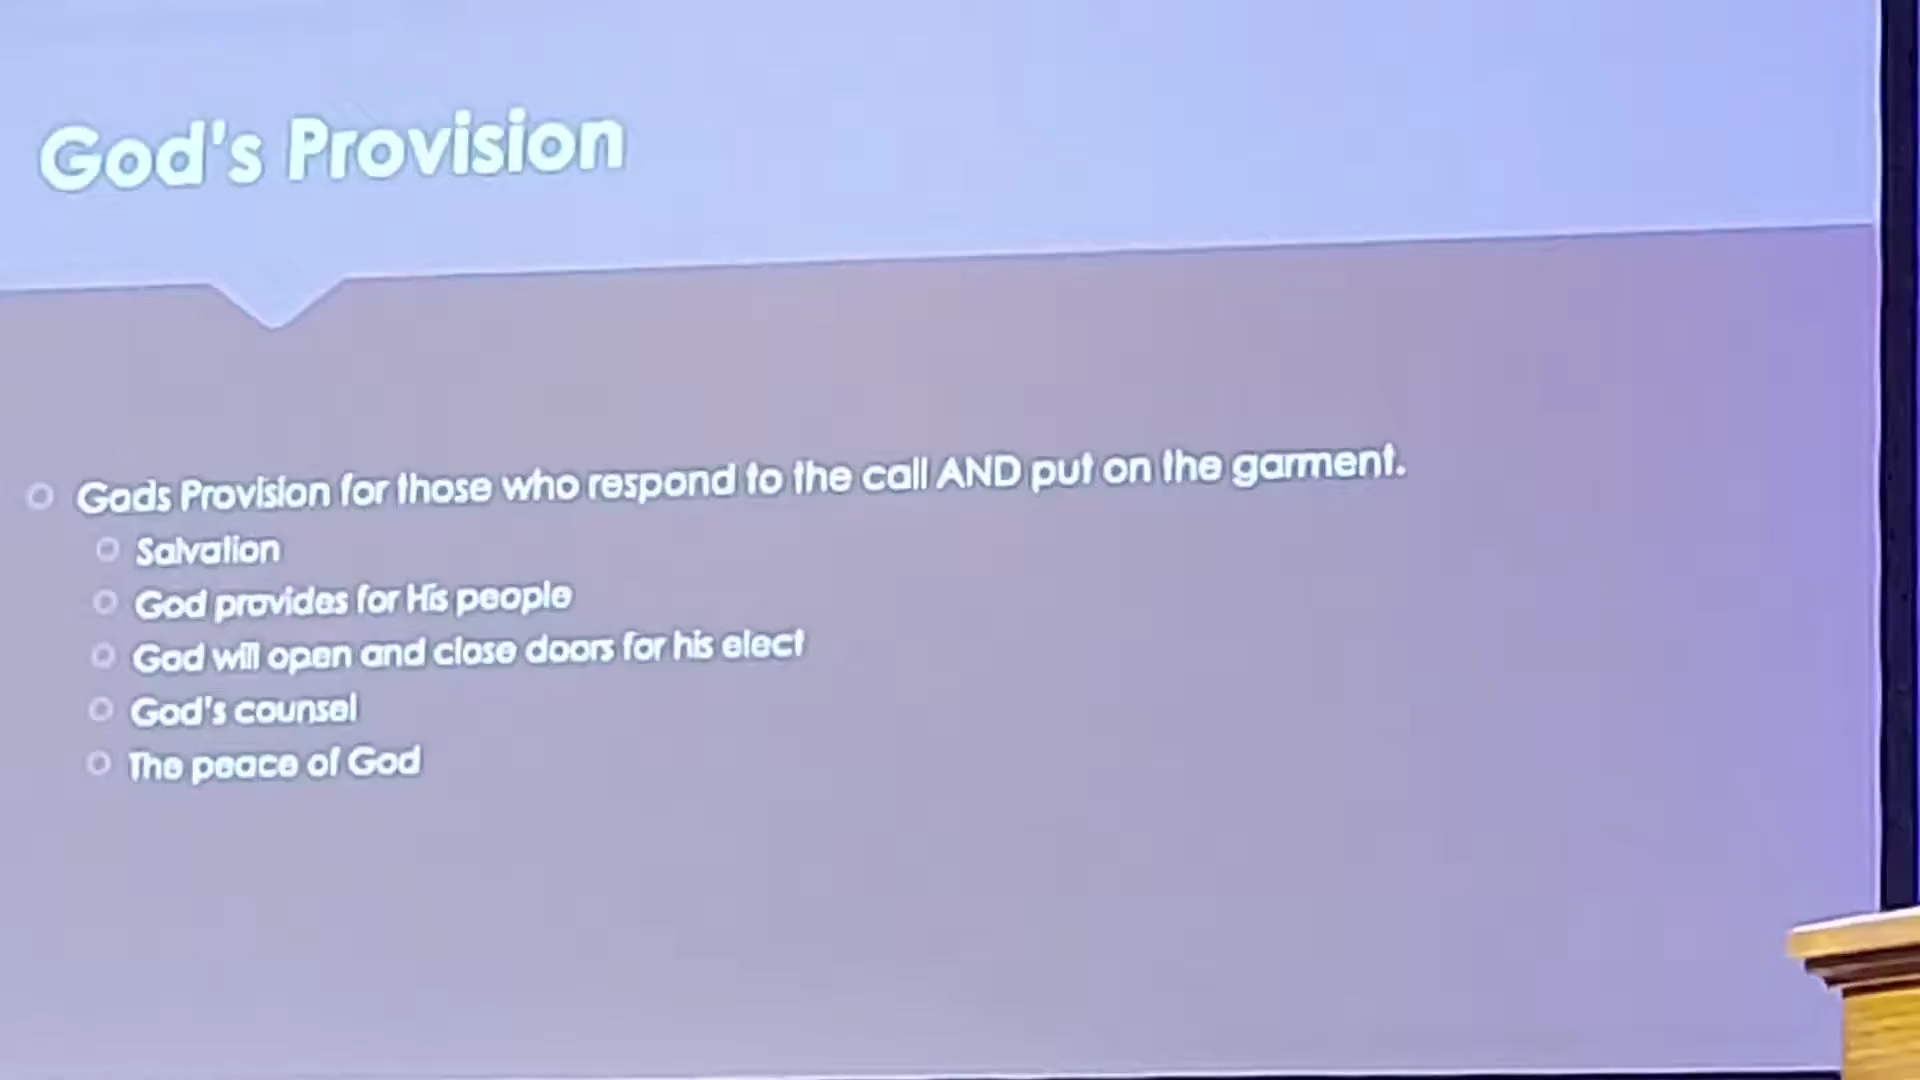 God's Provision
Gods Provision for those who respond to the call AND put on the garment.
Salvation
God provides for His people
God will open and close doors for his elect
God's counsel
The peace of God